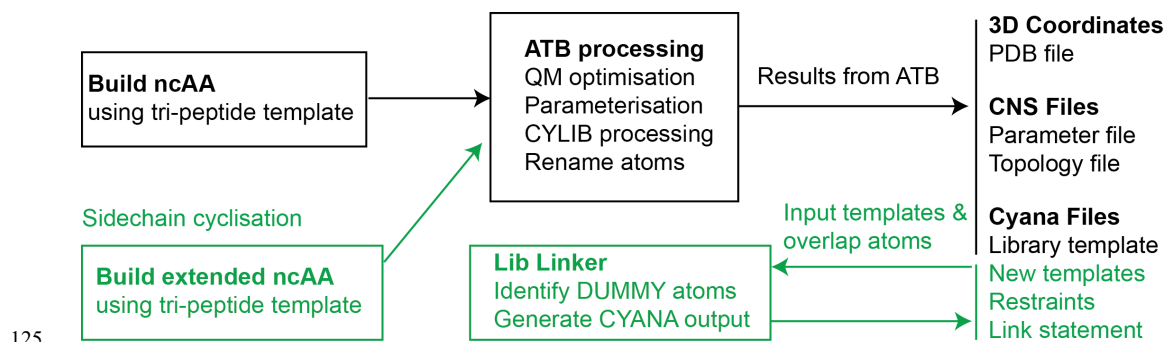 Build ncAA
using tri-peptide template
ATB processing
QM optimisation
Parameterisation
CYLIB processing
Rename atoms
Results from ATB
3D Coordinates
PDB file
CNS Files
Parameter file
Topology file
Cyana Files
Library template
New templates
Restraints
Link statement
Sidechain cyclisation
Build extended ncAA
using tri-peptide template
Input templates &
overlap atoms
Lib Linker
Identify DUMMY atoms
Generate CYANA output
125